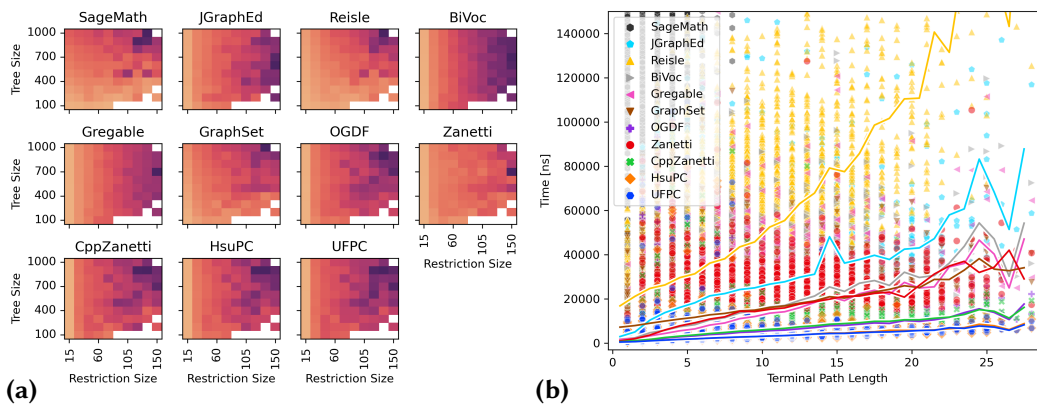 SageMath JGraphEd Reisle BiVoc
Tree Size
1000
700
400
100
Gregable GraphSet OGDF Zanetti
Tree Size
1000
700
400
100
15 60 105 150
Restriction Size
CppZanetti HsuPC UFPC
Tree Size
1000
700
400
100
15 60 105 150
15 60 105 150
15 60 105 150
Restriction Size Restriction Size Restriction Size
(a)
Time [ns]
140000
120000
100000
80000
60000
40000
20000
0
SageMath
JGraphEd
Reisle
BiVoc
Gregable
GraphSet
OGDF
Zanetti
CppZanetti
HsuPC
UFPC
0 5 10 15 20 25
Terminal Path Length
(b)